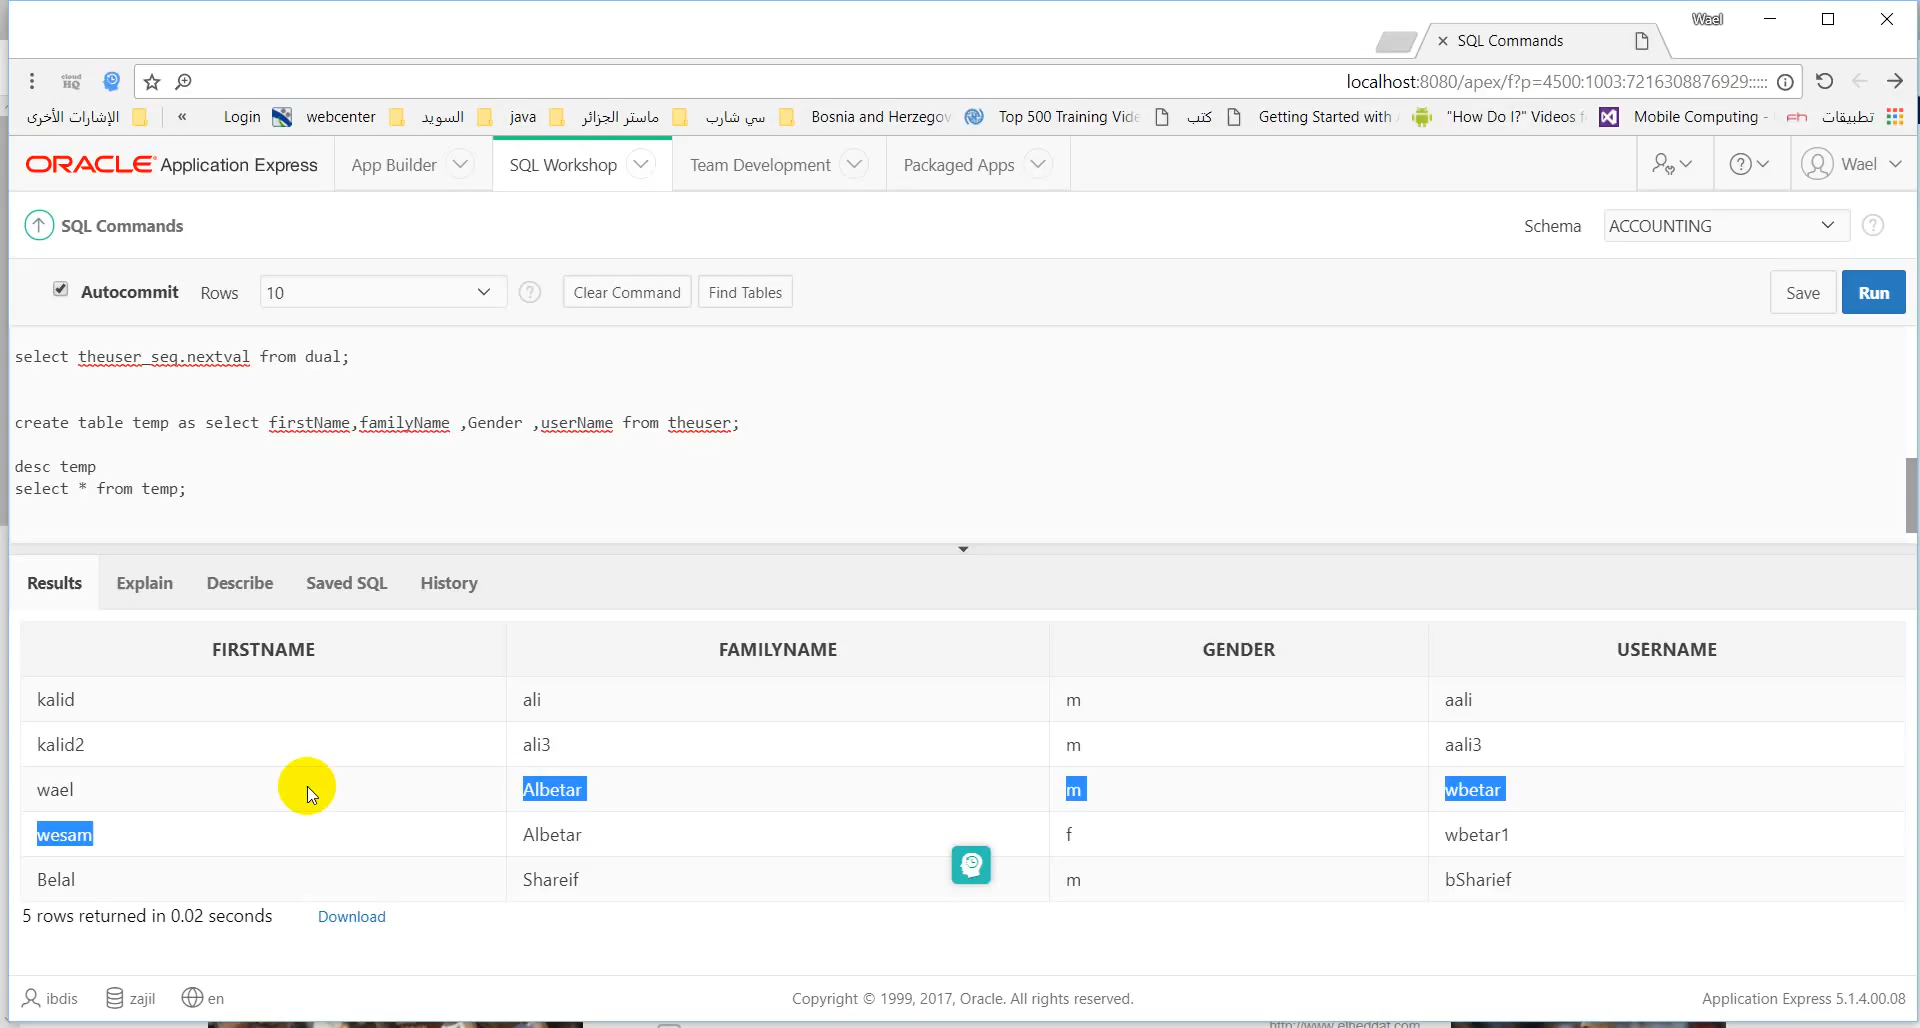 Wael
SQL Commands
cloud HQ
localhost:8080/apex/f?p=4500:1003:7216308876929:::::
الإشارات الأخرى
«
Login
webcenter
السويد
java
ماستر الجزائر
سي شارب
Bosnia and Herzegov
Top 500 Training Vide
كتب
Getting Started with
"How Do I?" Videos f
Mobile Computing -
تطبيقات
ORACLE Application Express
App Builder
SQL Workshop
Team Development
Packaged Apps
Wael
SQL Commands
Schema
ACCOUNTING
Autocommit
Rows
10
Clear Command
Find Tables
Save
Run
select theuser_seq.nextval from dual;
create table temp as select firstName,familyName ,Gender ,userName from theuser;
desc temp
select * from temp;
Results
Explain
Describe
Saved SQL
History
FIRSTNAME FAMILYNAME GENDER USERNAME
kalid ali m aali
kalid2 ali3 m aali3
wael Albetar m wbetar
wesam Albetar f wbetar1
Belal Shareif m bSharief
5 rows returned in 0.02 seconds
Download
ibdis
zajil
en
Copyright © 1999, 2017, Oracle. All rights reserved.
Application Express 5.1.4.00.08